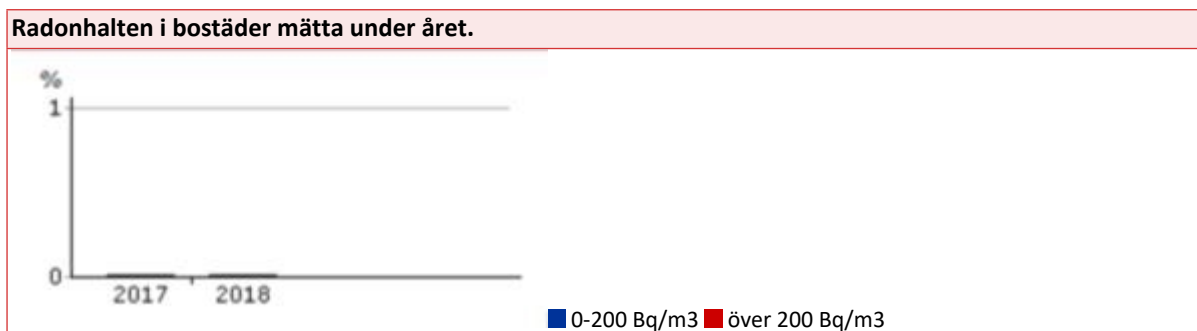 Radonhalten i bostäder mätta under året.
%
1
0
2017 2018
0-200 Bq/m3 över 200 Bq/m3